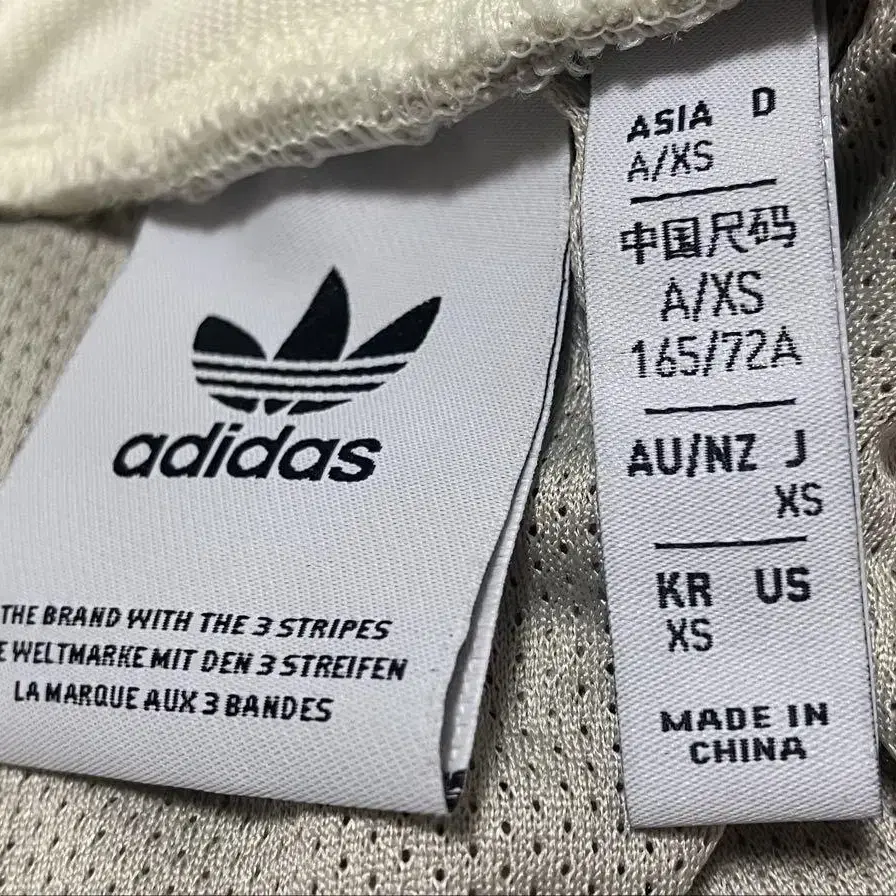 adidas
THE BRAND WITH THE 3 STRIPES
E WELTMARKE MIT DEN 3 STREIFEN
LA MARQUE AUX 3 BANDES
ASIA D
A/XS
中国尺码
A/XS
165/72A
AU/NZ J
XS
KR US
XS
MADE IN
CHINA